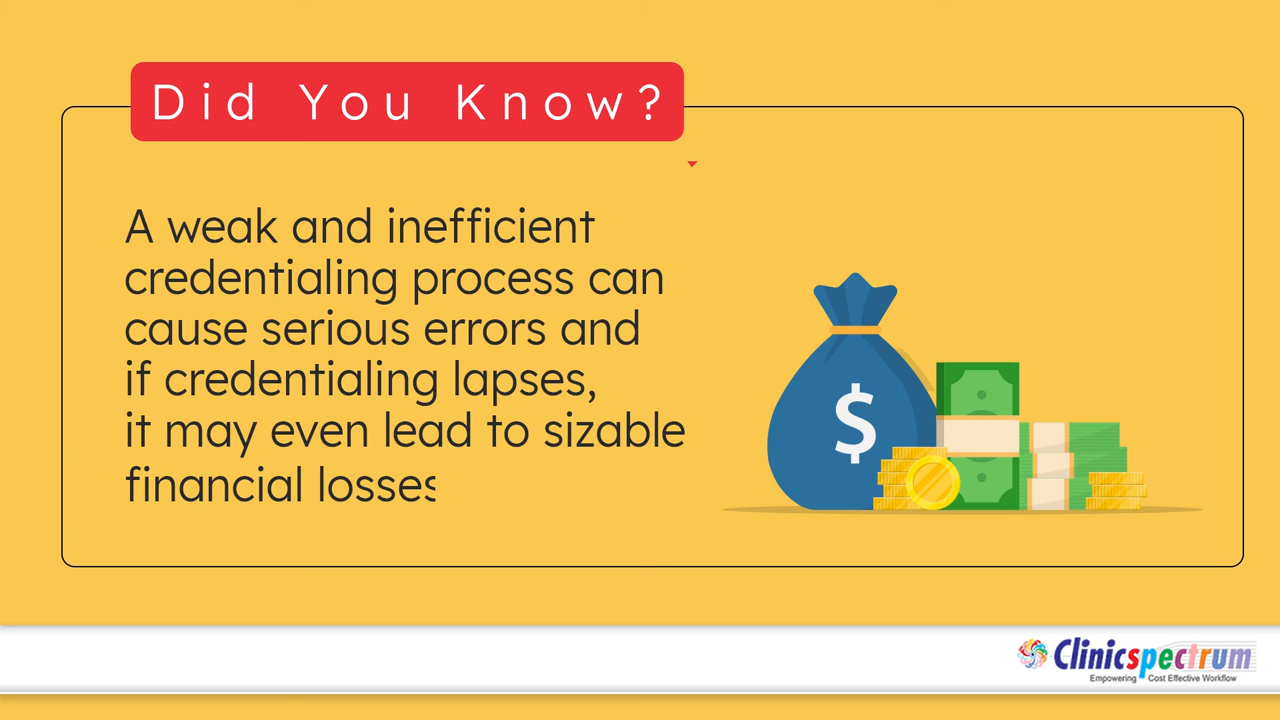 Did You Know?
A weak and inefficient
credentialing process can
cause serious errors and
if credentialing lapses,
it may even lead to sizable
financial losses
$
Clinicspectrum
Empowering Cost Effective Workflow